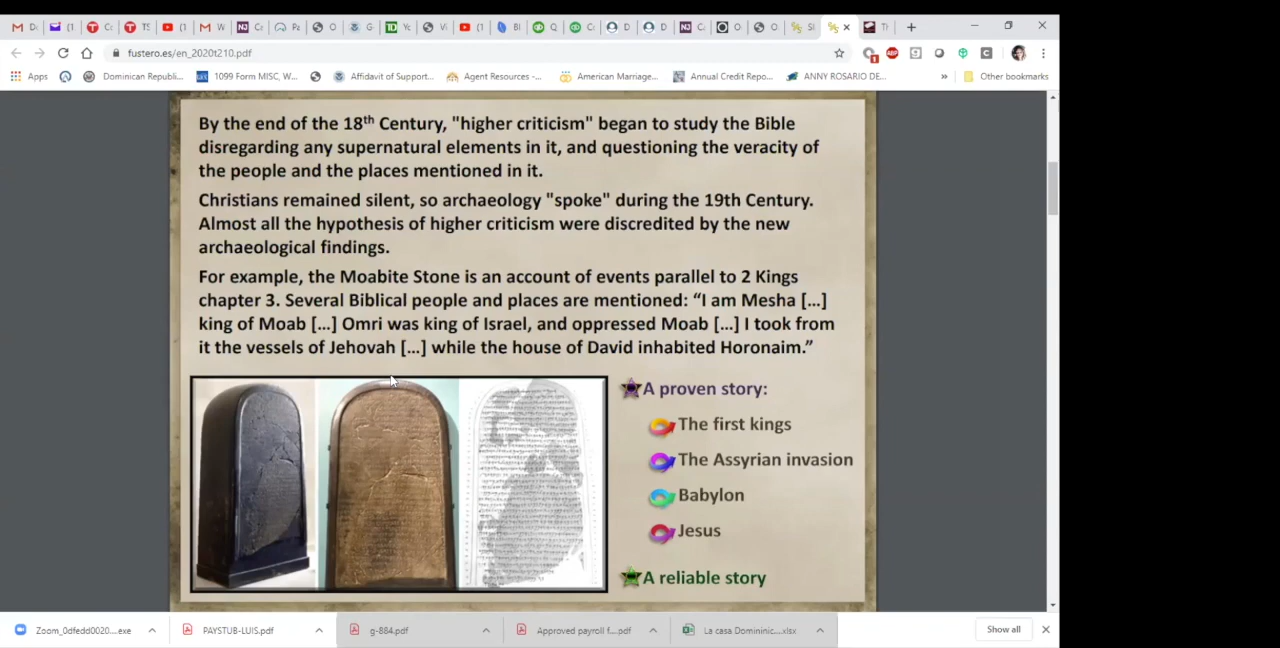 fustero.es/en_2020t210.pdf
Apps
Dominican Republi...
1099 Form MISC, W...
Affidavit of Support...
Agent Resources -...
American Marriage...
Annual Credit Repo...
ANNY ROSARIO DE...
»
Other bookmarks
By the end of the 18th Century, "higher criticism" began to study the Bible
disregarding any supernatural elements in it, and questioning the veracity of
the people and the places mentioned in it.
Christians remained silent, so archaeology "spoke" during the 19th Century.
Almost all the hypothesis of higher criticism were discredited by the new
archaeological findings.
For example, the Moabite Stone is an account of events parallel to 2 Kings
chapter 3. Several Biblical people and places are mentioned: “I am Mesha […]
king of Moab […] Omri was king of Israel, and oppressed Moab […] I took from
it the vessels of Jehovah […] while the house of David inhabited Horonaim.”
A proven story:
The first kings
The Assyrian invasion
Babylon
Jesus
A reliable story
Zoom_0dfedd0020....exe
PAYSTUB-LUIS.pdf
g-884.pdf
Approved payroll f....pdf
La casa Domininic....xlsx
Show all